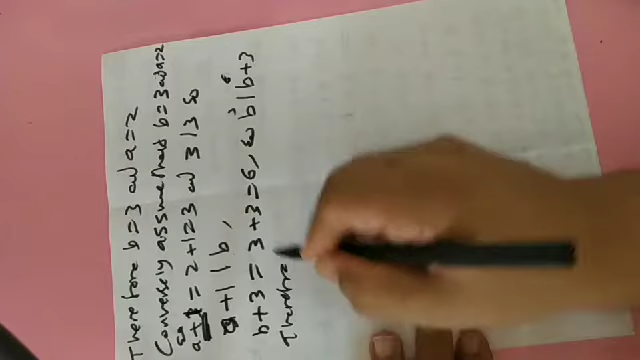 Therefore b=3 and a=2
Conversely assume that b=3 and a=2
a+1=2+1=3 and 3|3 so
a+1|b,
b+3=3+3=6, so b|b+3
Therefore